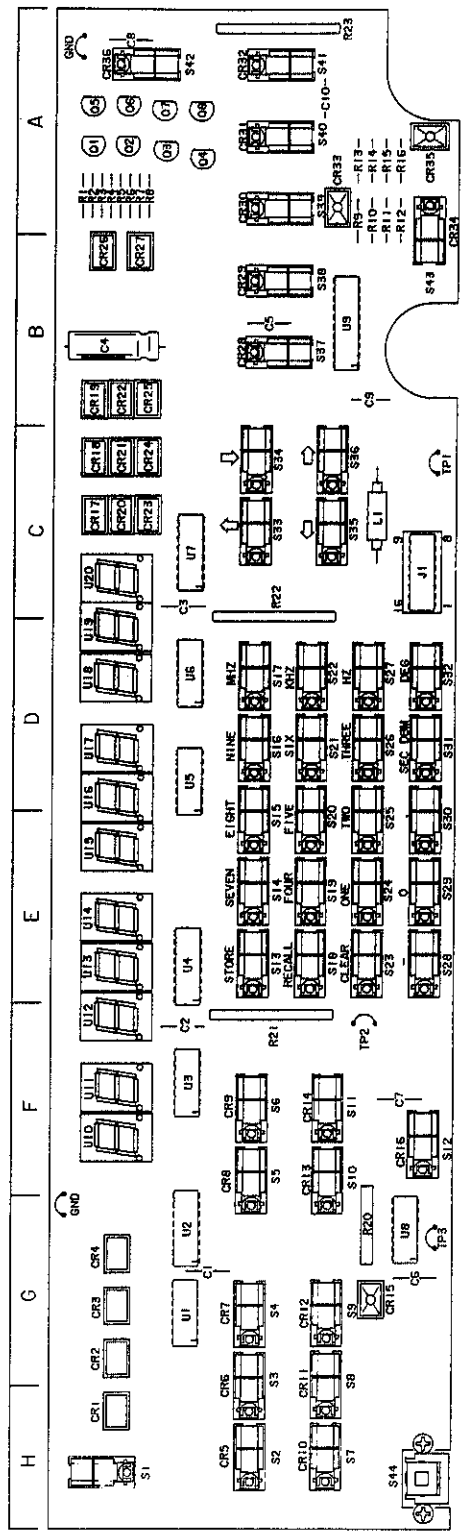 H G F E D C B A
GND
GND
S1
CR1 CR2 CR3 CR4
U10 U11 U12 U13 U14 U15 U16 U17 U18 U19 U20
CR17 CR18 CR19
CR20 CR21 CR22
CR23 CR24 CR25
C4
CR26
CR27
R1
R2
R3
R4
R5
R6
R7
R8
Q1 Q5
Q2 Q6
Q3 Q7
Q4 Q8
CR36
C8
S42
U1 U2 U3 U4 U5 U6 U7
C1 C2 C3
CR5 CR6 CR7 CR8 CR9
STORE SEVEN EIGHT NINE MHZ
S2 S3 S4 S5 S6
S13 S14 S15 S16 S17
S33 S34
CR28 CR29 CR30 CR31 CR32
C5
S37 S38 S39 S40 S41
C10
R21 R22 R23
CR10 CR11 CR12 CR13 CR14
RECALL FOUR FIVE SIX KHZ
S7 S8 S9 S10 S11
S18 S19 S20 S21 S22
S35 S36
CR33
U9
CR15
R20
TP2
CLEAR ONE TWO THREE HZ
S23 S24 S25 S26 S27
L1
C9
R9 R13
R10 R14
R11 R15
R12 R16
S44
C6
U8
TP3
C7
CR16
S12
- 0 . SEC DBM DEG
S28 S29 S30 S31 S32
16 9
J1
1 8
TP1
S43
CR34
CR35